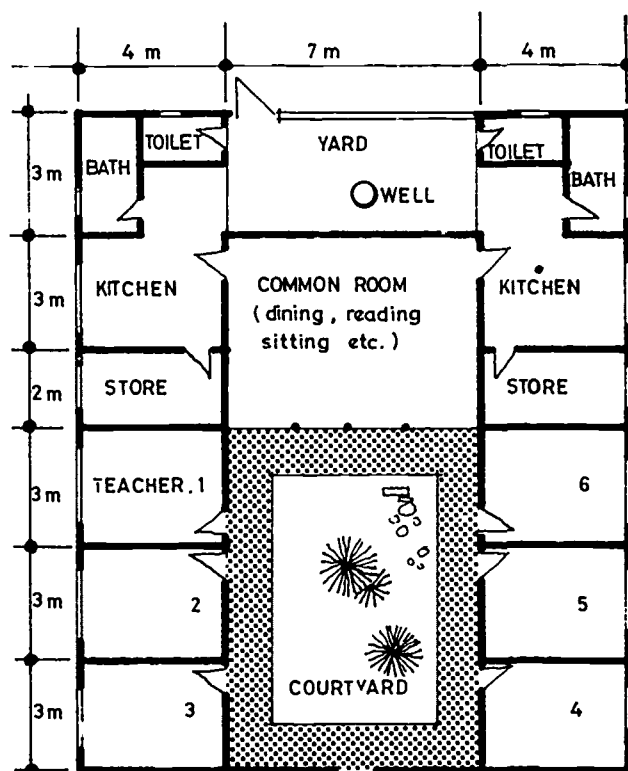 4 m 7 m 4 m
TOILET YARD TOILET
3 m BATH BATH
WELL
3 m KITCHEN COMMON ROOM KITCHEN
(dining, reading
sitting etc.)
2 m STORE STORE
3 m TEACHER.1 6
3 m 2 5
COURTYARD
3 m 3 4